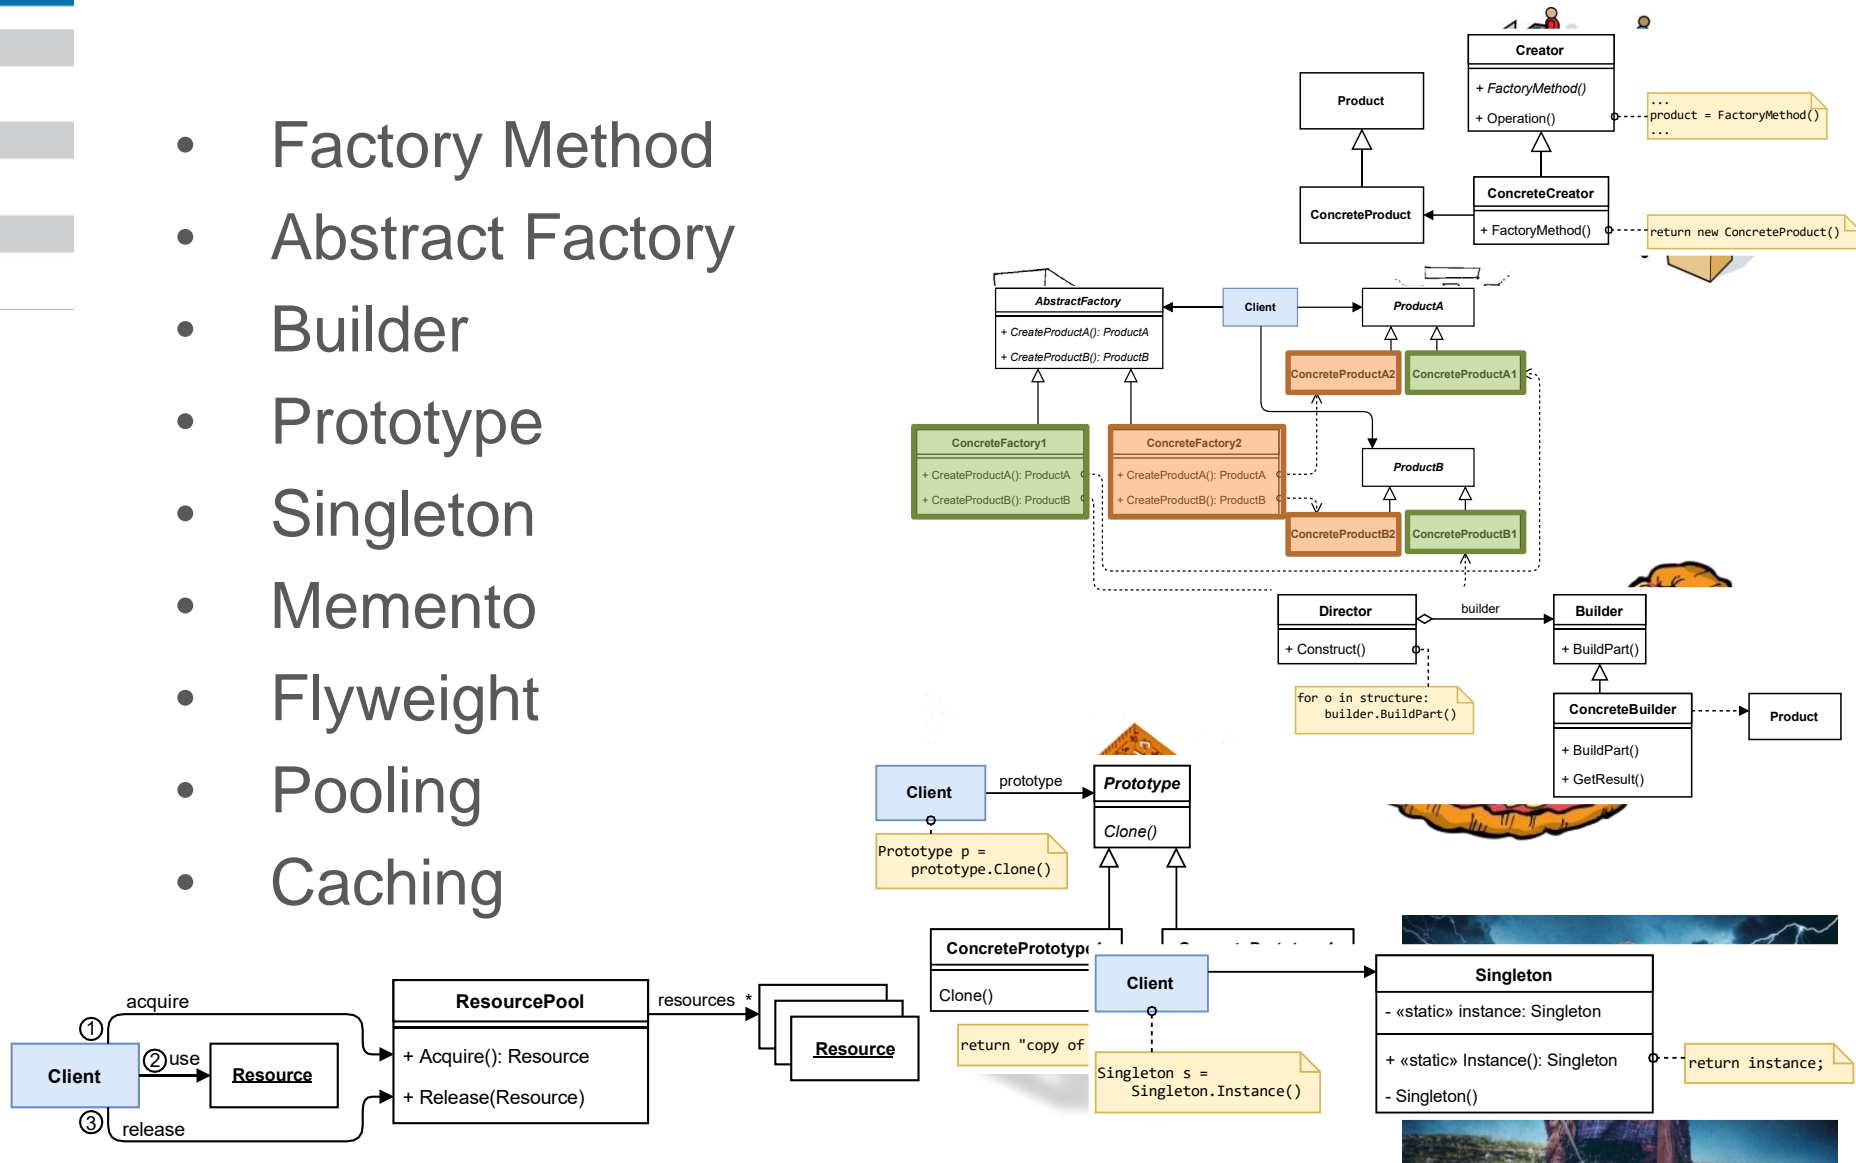 • Factory Method
• Abstract Factory
• Builder
• Prototype
• Singleton
• Memento
• Flyweight
• Pooling
• Caching
Creator
+ FactoryMethod()
+ Operation()
Product
...
product = FactoryMethod()
...
ConcreteProduct
ConcreteCreator
+ FactoryMethod()
return new ConcreteProduct()
AbstractFactory
+ CreateProductA(): ProductA
+ CreateProductB(): ProductB
Client
ProductA
ConcreteProductA2
ConcreteProductA1
ConcreteFactory1
+ CreateProductA(): ProductA
+ CreateProductB(): ProductB
ConcreteFactory2
+ CreateProductA(): ProductA
+ CreateProductB(): ProductB
ProductB
ConcreteProductB2
ConcreteProductB1
Director
+ Construct()
builder
Builder
+ BuildPart()
for o in structure:
builder.BuildPart()
ConcreteBuilder
+ BuildPart()
+ GetResult()
Product
Client
prototype
Prototype
Clone()
Prototype p =
prototype.Clone()
ConcretePrototype
Clone()
return "copy of
Client
Singleton s =
Singleton.Instance()
Singleton
- «static» instance: Singleton
+ «static» Instance(): Singleton
- Singleton()
return instance;
acquire
1
Client
2 use
Resource
3
release
ResourcePool
+ Acquire(): Resource
+ Release(Resource)
resources *
Resource